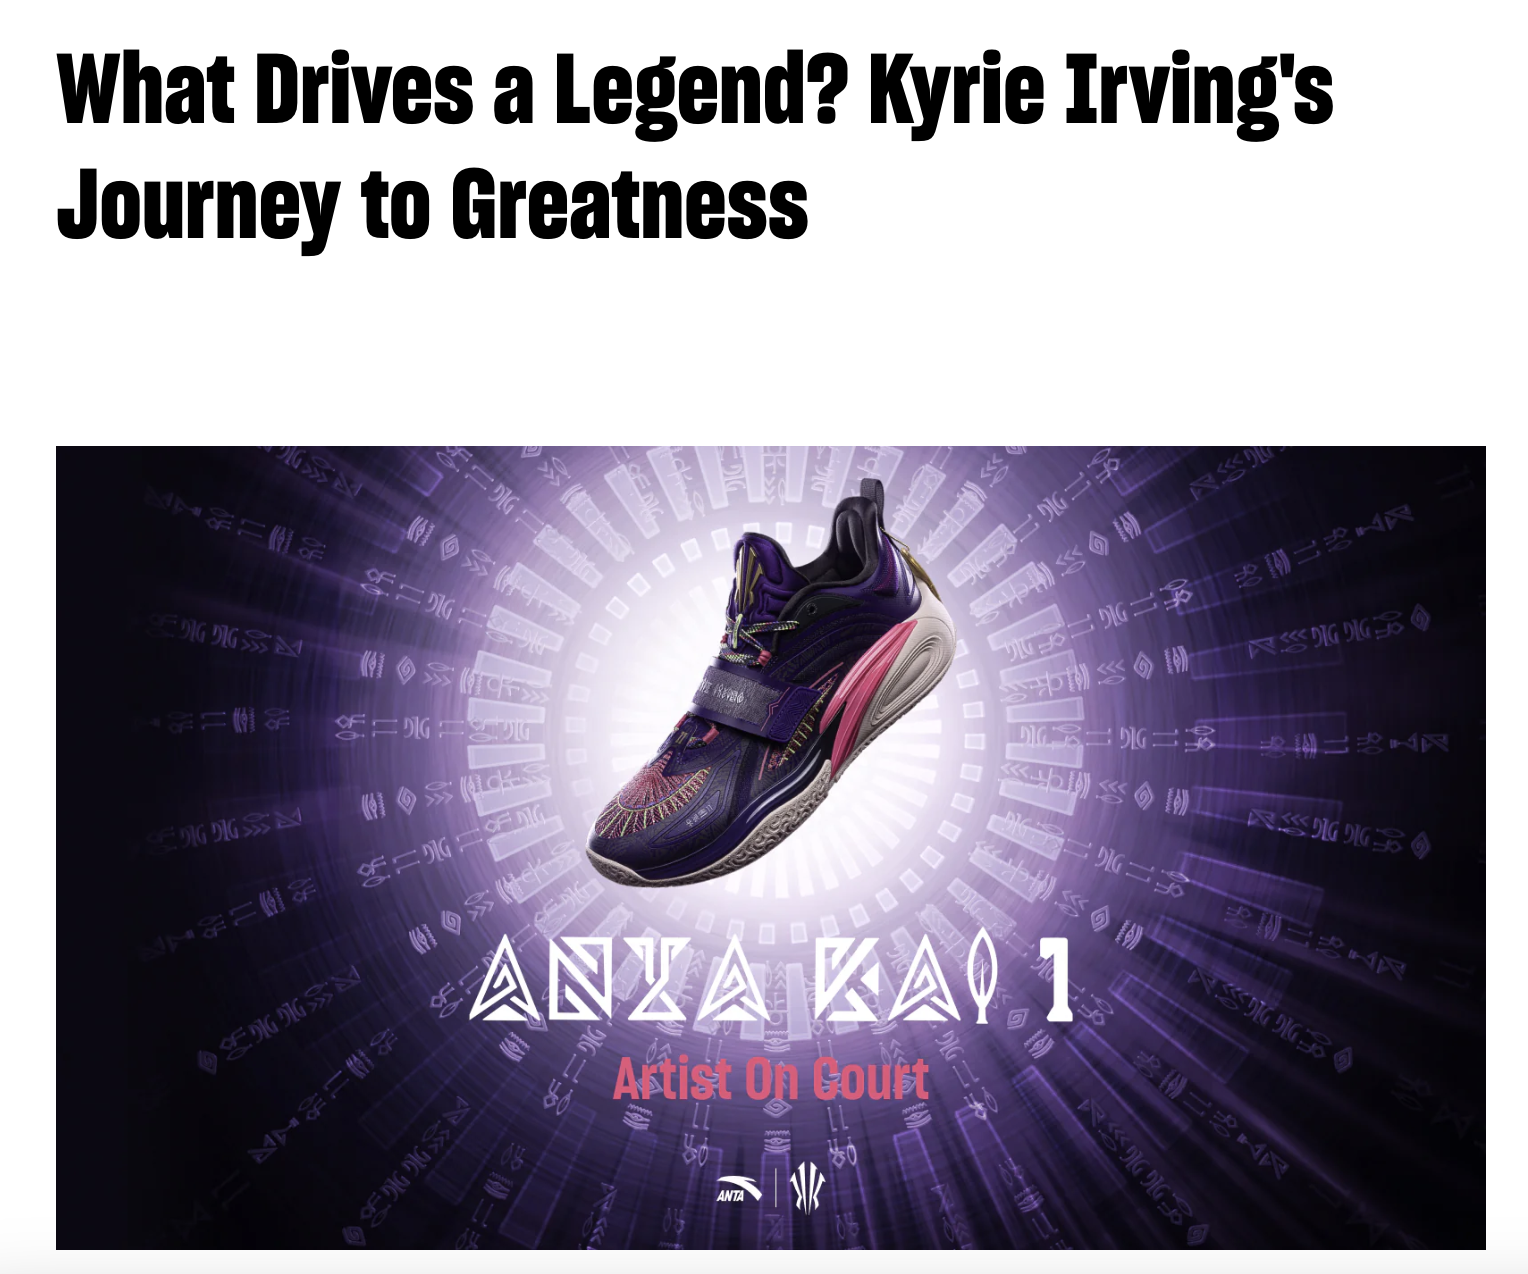 What Drives a Legend? Kyrie Irving's
Journey to Greatness
ANTA KAI 1
Artist On Court
ANTA